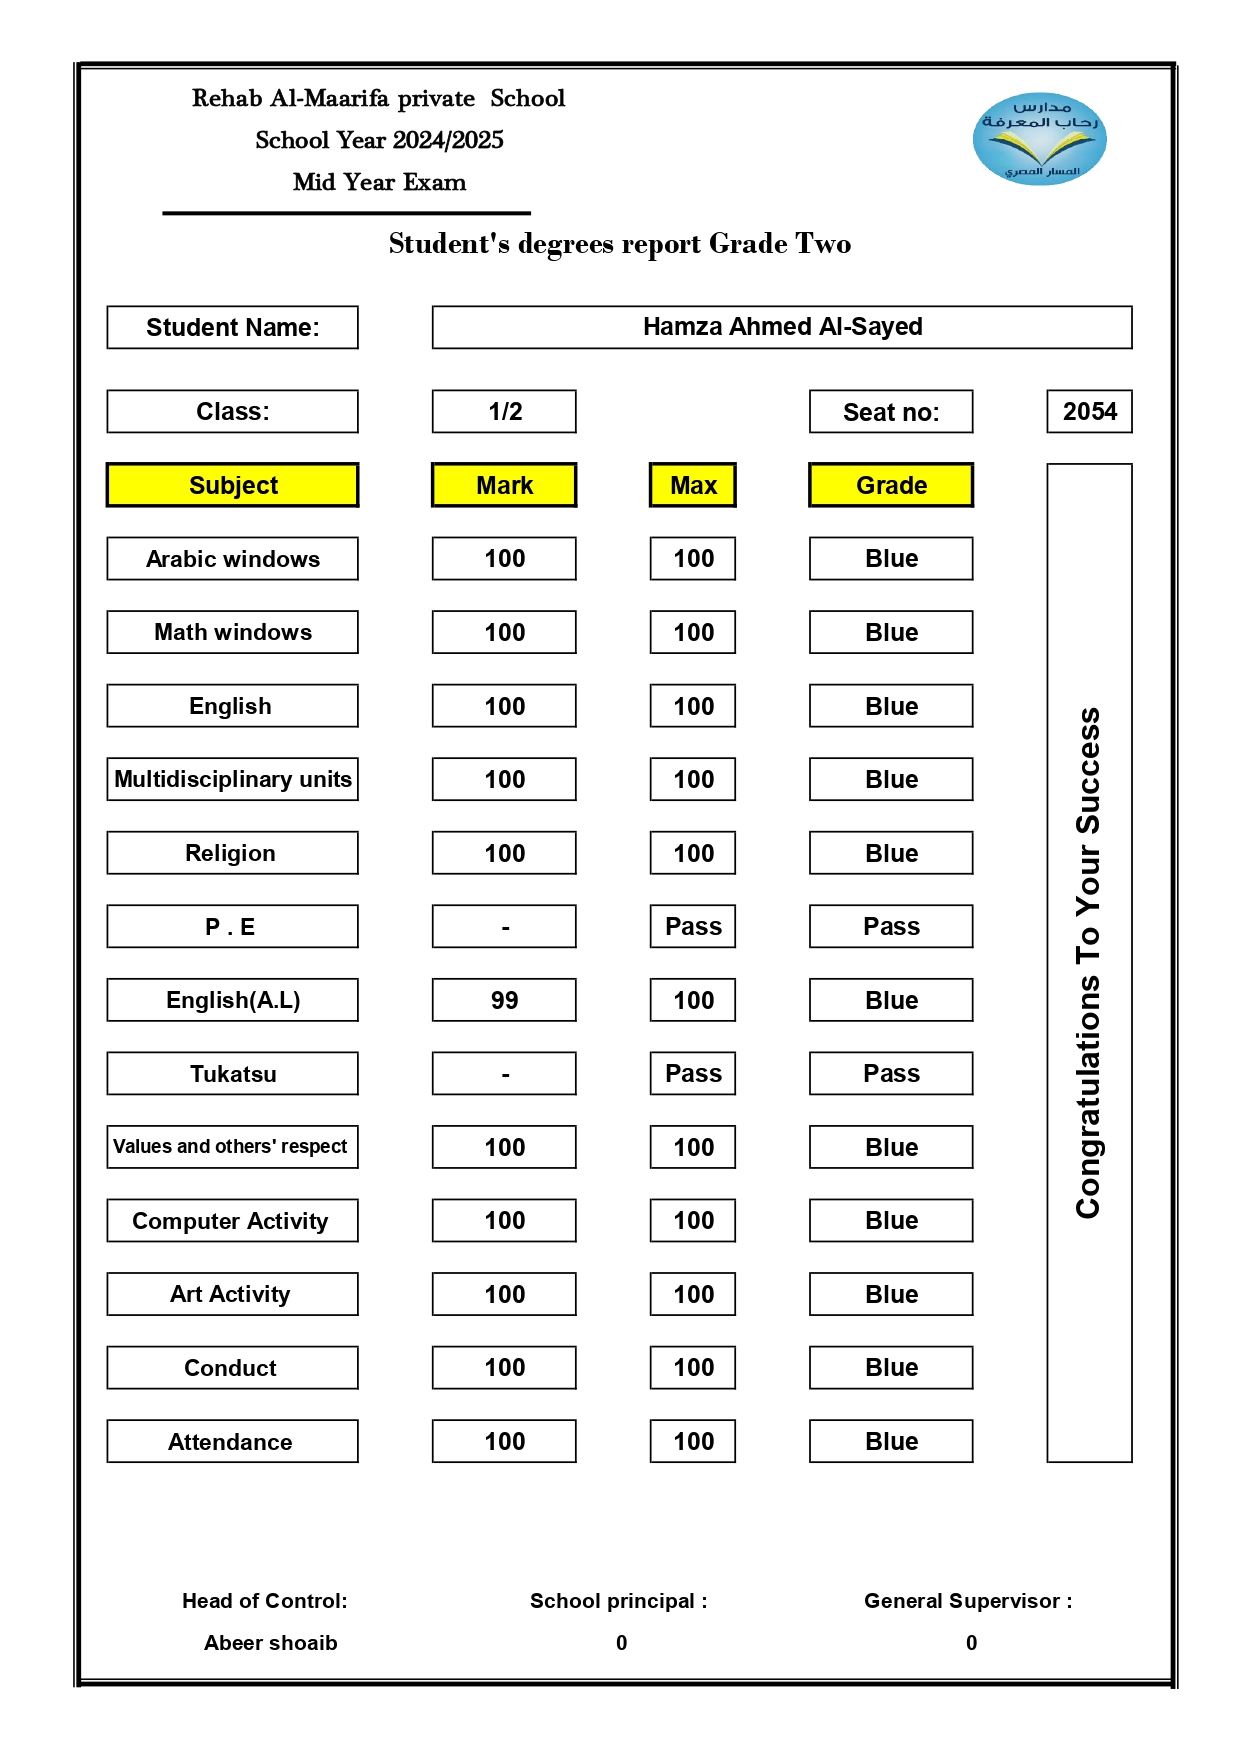 Rehab Al-Maarifa private School
School Year 2024/2025
Mid Year Exam
مدارس
رحاب المعرفة
المسار المصري
Student's degrees report Grade Two
Student Name: Hamza Ahmed Al-Sayed
Class: 1/2 Seat no: 2054
Subject Mark Max Grade
Arabic windows 100 100 Blue
Math windows 100 100 Blue
English 100 100 Blue
Multidisciplinary units 100 100 Blue
Religion 100 100 Blue
P . E - Pass Pass
English(A.L) 99 100 Blue
Tukatsu - Pass Pass
Values and others' respect 100 100 Blue
Computer Activity 100 100 Blue
Art Activity 100 100 Blue
Conduct 100 100 Blue
Attendance 100 100 Blue
Congratulations To Your Success
Head of Control: School principal : General Supervisor :
Abeer shoaib 0 0